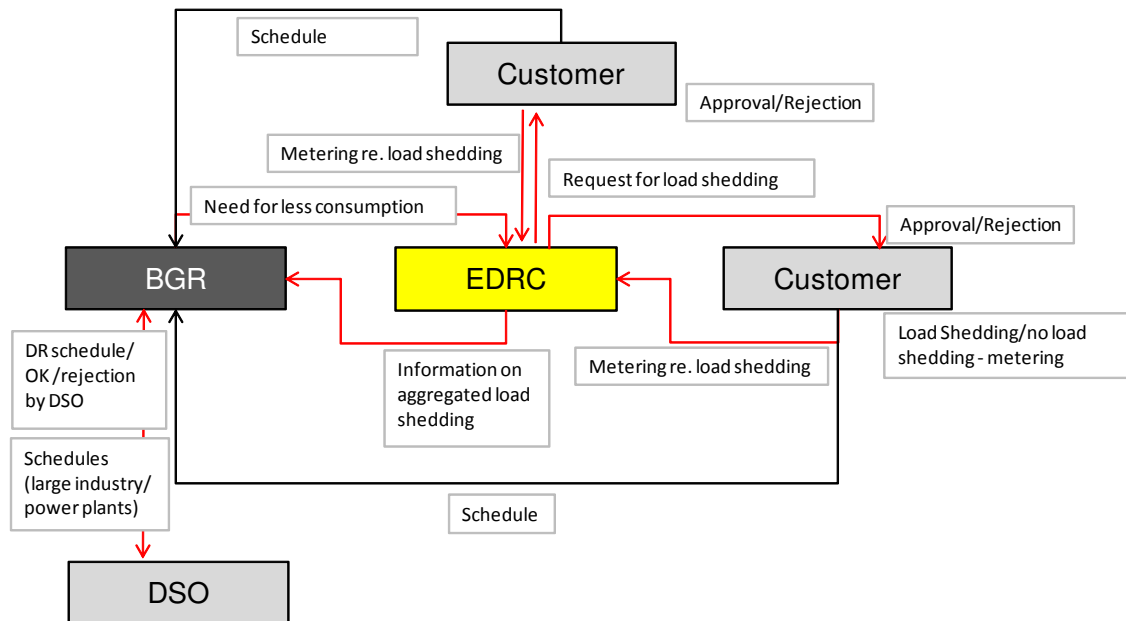 Schedule
Customer
Approval/Rejection
Metering re. load shedding
Request for load shedding
Need for less consumption
Approval/Rejection
BGR
EDRC
Customer
DR schedule/
OK /rejection
by DSO
Information on
aggregated load
shedding
Metering re. load shedding
Load Shedding/no load
shedding - metering
Schedules
(large industry/
power plants)
Schedule
DSO